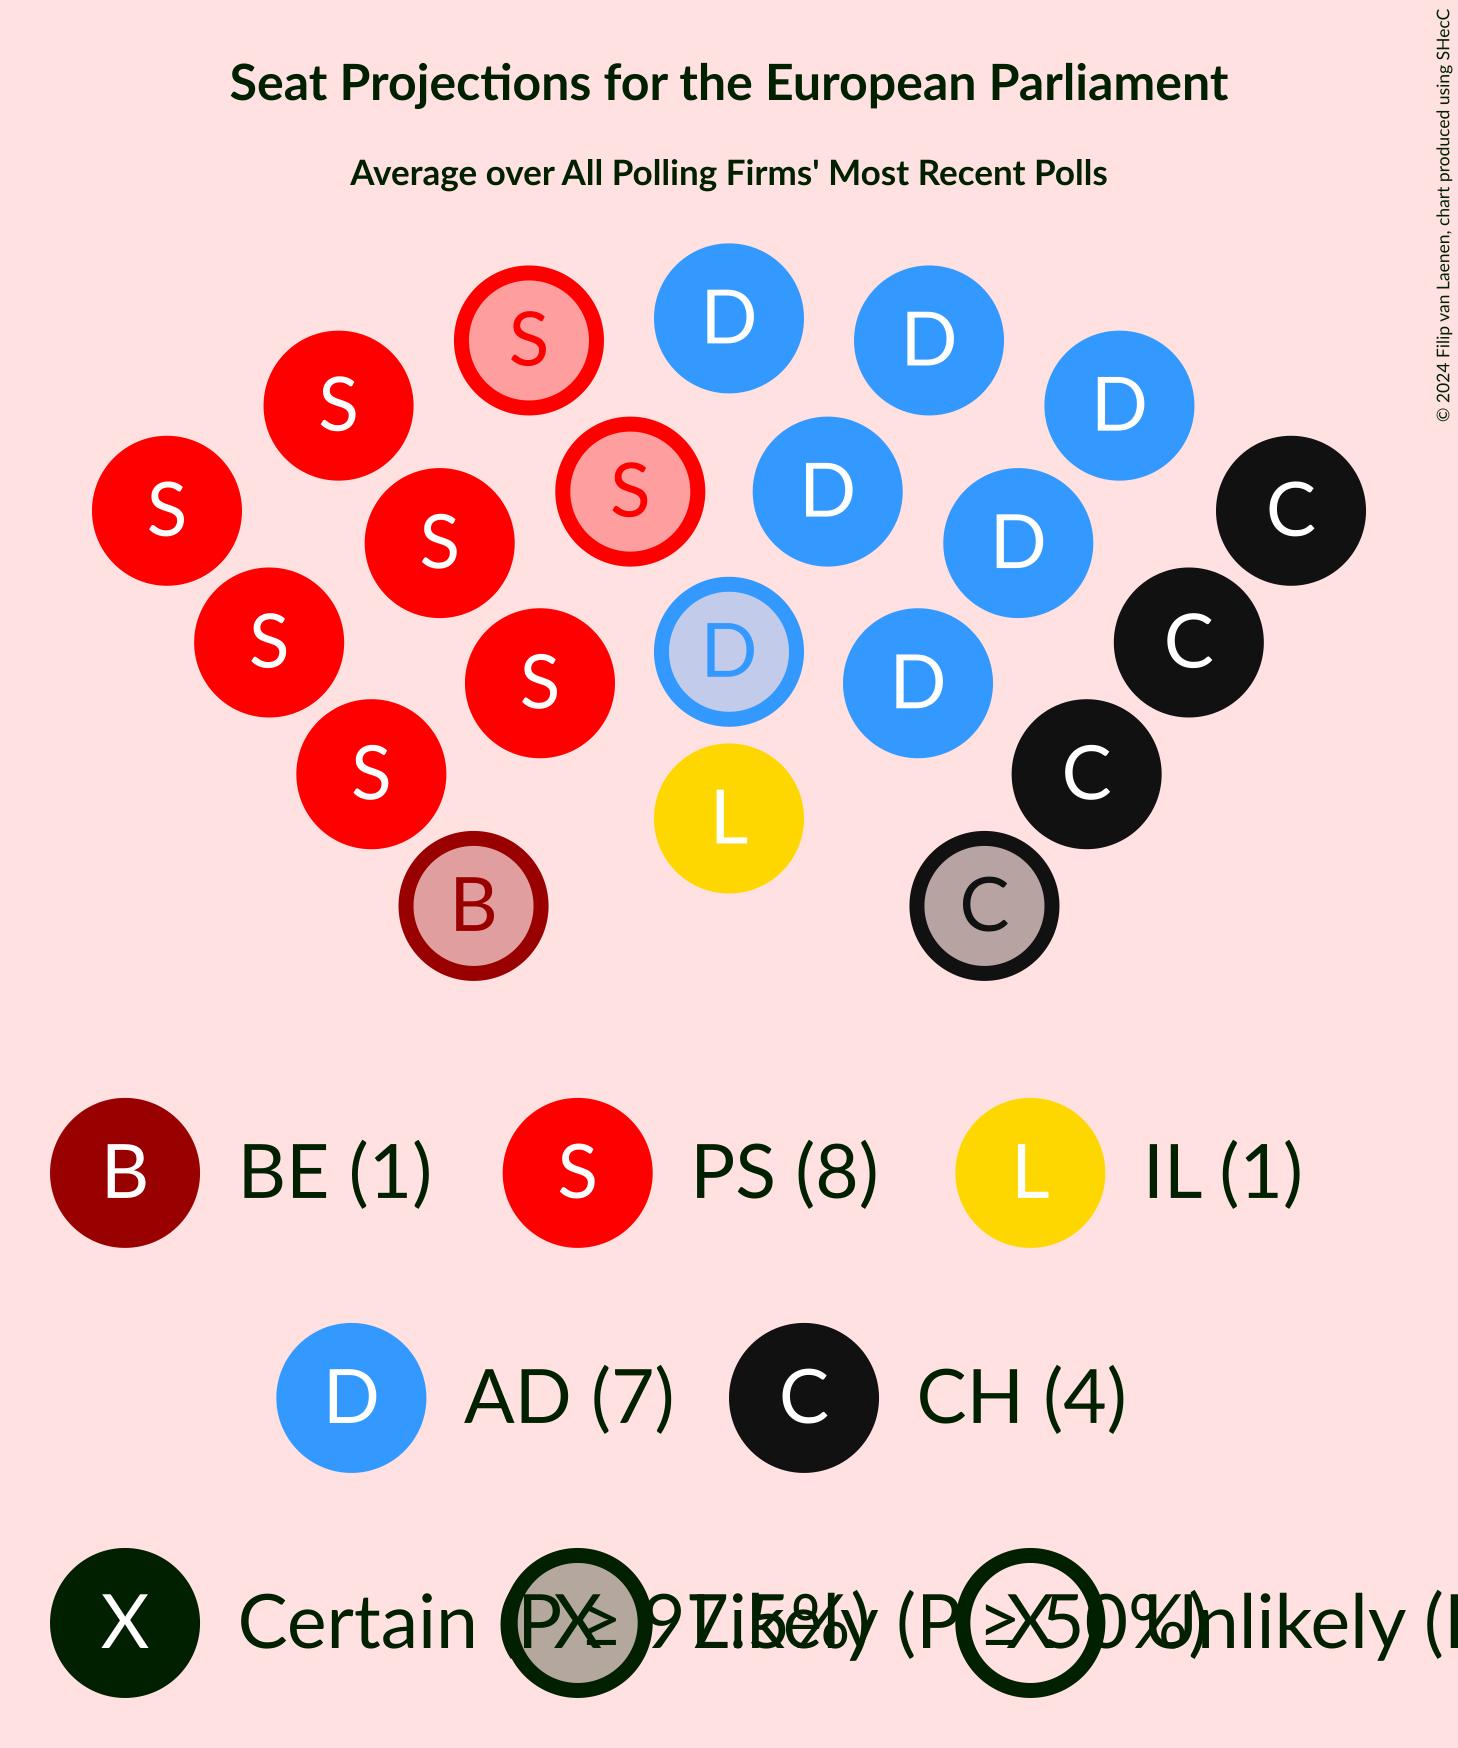 Seat Projections for the European Parliament
Average over All Polling Firms' Most Recent Polls
© 2024 Filip van Laenen, chart produced using SHecC
D
S D
S D
S D
S C
S D
D
S D
C
S C
S D
S C
L
B C
B BE (1) S PS (8) L IL (1)
D AD (7) C CH (4)
X Certain (P ≥ 97.5%) X Likely (P ≥ 50%) X Unlikely (